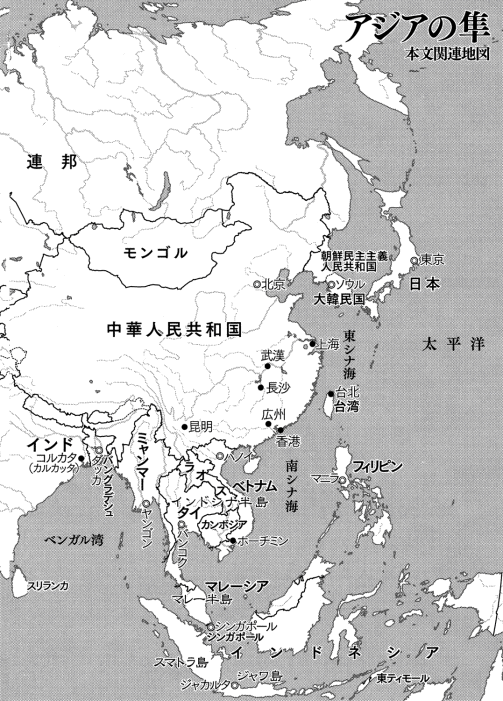 アジアの隼
本文関連地図
連邦
モンゴル
朝鮮民主主義
人民共和国
東京
北京
ソウル
日本
大韓民国
中華人民共和国
上海
東シナ海
太平洋
武漢
長沙
台北
台湾
広州
昆明
香港
インド
コルカタ
（カルカッタ）
ダッカ
バングラデシュ
ミャンマー
ヤンゴン
ハノイ
ラオス
ベトナム
インドシナ半島
タイ
バンコク
カンボジア
ホーチミン
南シナ海
フィリピン
マニラ
ベンガル湾
スリランカ
マレーシア
マレー半島
シンガポール
シンガポール
インドネシア
スマトラ島
ジャワ島
ジャカルタ
東ティモール